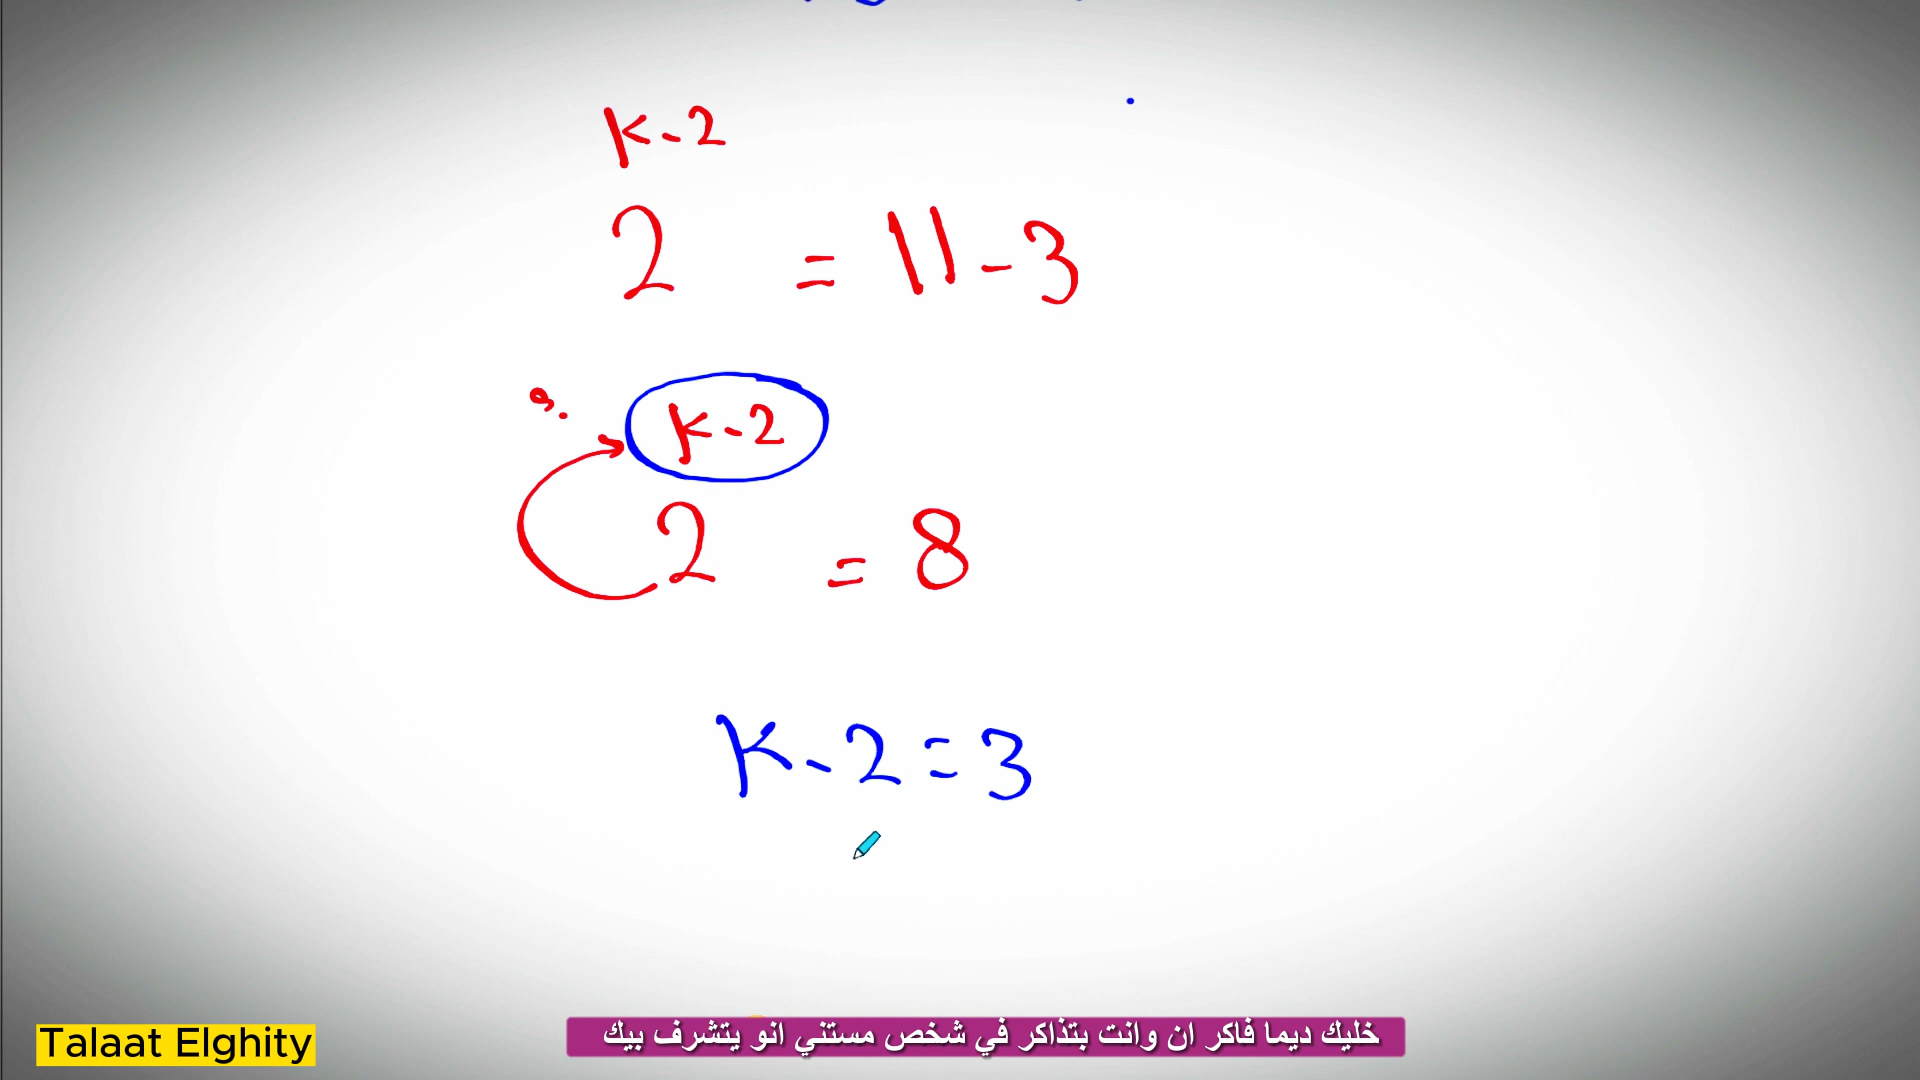 K-2
2 = 11-3
؟
K-2
2 = 8
K-2=3
Talaat Elghity
خليك ديما فاكر ان وانت بتذاكر في شخص مستني انو يتشرف بيك